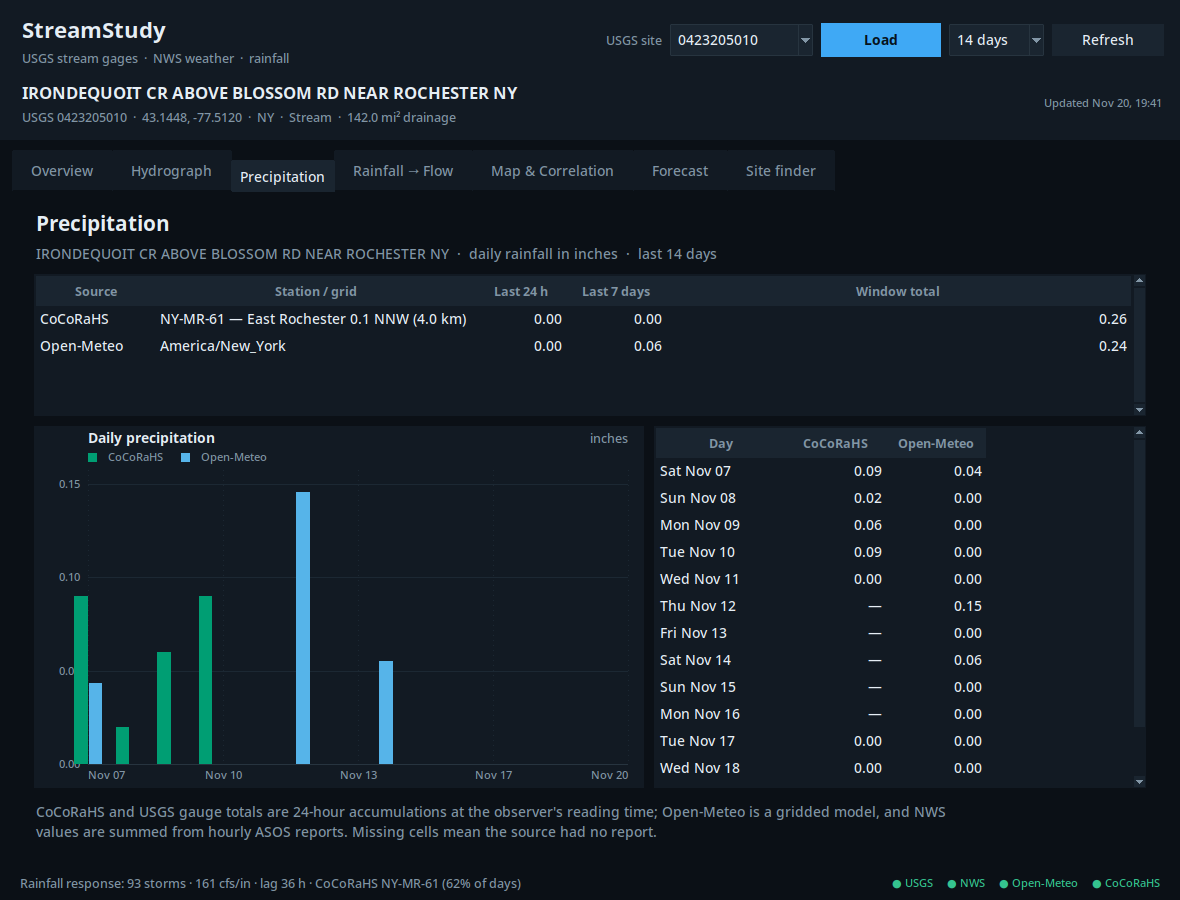 StreamStudy
USGS stream gages · NWS weather · rainfall
USGS site 0423205010 Load 14 days Refresh
IRONDEQUOIT CR ABOVE BLOSSOM RD NEAR ROCHESTER NY
USGS 0423205010 · 43.1448, -77.5120 · NY · Stream · 142.0 mi² drainage
Updated Nov 20, 19:41
Overview Hydrograph Precipitation Rainfall → Flow Map & Correlation Forecast Site finder
Precipitation
IRONDEQUOIT CR ABOVE BLOSSOM RD NEAR ROCHESTER NY · daily rainfall in inches · last 14 days
Source Station / grid Last 24 h Last 7 days Window total
CoCoRaHS NY-MR-61 — East Rochester 0.1 NNW (4.0 km) 0.00 0.00 0.26
Open-Meteo America/New_York 0.00 0.06 0.24
Daily precipitation inches
CoCoRaHS Open-Meteo
0.15
0.10
0.0
0.00
Nov 07 Nov 10 Nov 13 Nov 17 Nov 20
Day CoCoRaHS Open-Meteo
Sat Nov 07 0.09 0.04
Sun Nov 08 0.02 0.00
Mon Nov 09 0.06 0.00
Tue Nov 10 0.09 0.00
Wed Nov 11 0.00 0.00
Thu Nov 12 — 0.15
Fri Nov 13 — 0.00
Sat Nov 14 — 0.06
Sun Nov 15 — 0.00
Mon Nov 16 — 0.00
Tue Nov 17 0.00 0.00
Wed Nov 18 0.00 0.00
CoCoRaHS and USGS gauge totals are 24-hour accumulations at the observer's reading time; Open-Meteo is a gridded model, and NWS
values are summed from hourly ASOS reports. Missing cells mean the source had no report.
Rainfall response: 93 storms · 161 cfs/in · lag 36 h · CoCoRaHS NY-MR-61 (62% of days)
USGS NWS Open-Meteo CoCoRaHS